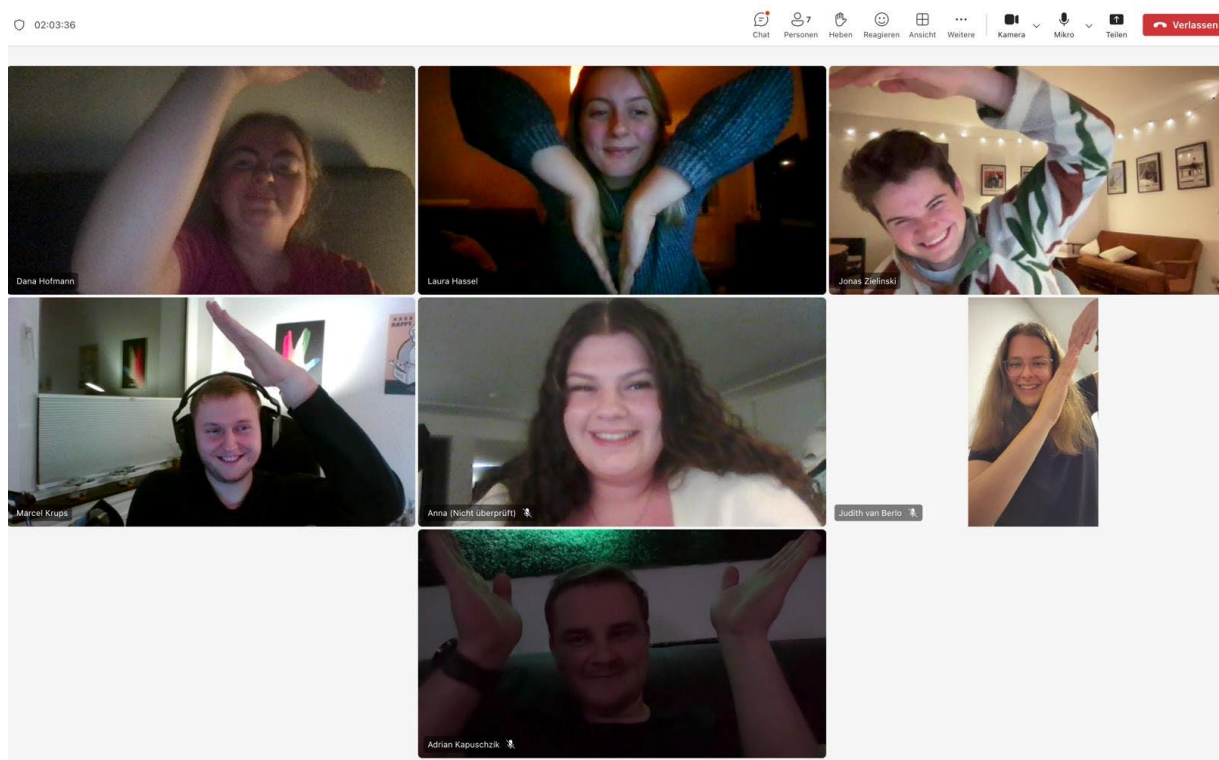 02:03:36
Chat
Personen 7
Heben
Reagieren
Ansicht
Weitere
Kamera
Mikro
Teilen
Verlassen
Dana Hofmann
Laura Hassel
Jonas Zielinski
HAPPY
Marcel Krups
Anna (Nicht überprüft)
Judith van Berlo
Adrian Kapuschzik